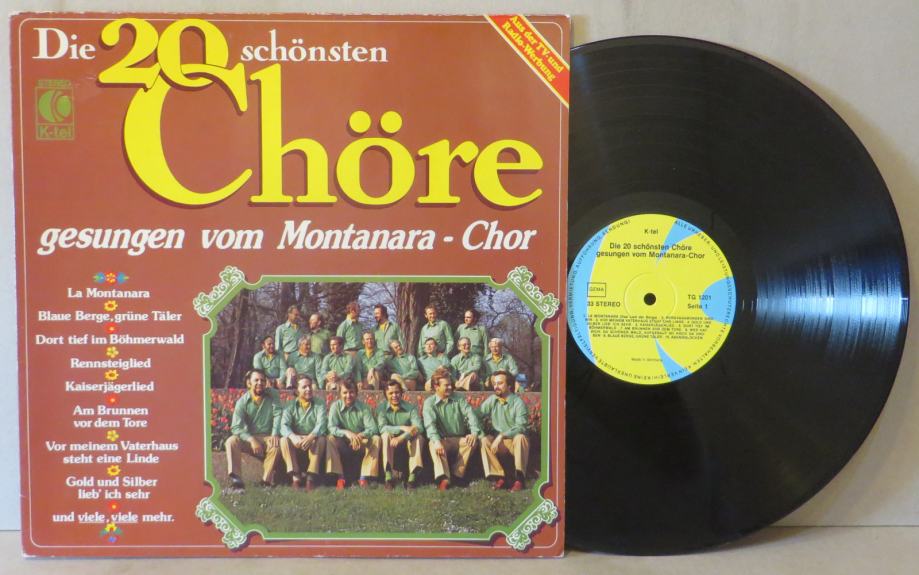 Die 20 schönsten
Chöre
Aus der TV- und
Radio-Werbung
STEREO
K-tel
gesungen vom Montanara - Chor
La Montanara
Blaue Berge, grüne Täler
Dort tief im Böhmerwald
Rennsteiglied
Kaiserjägerlied
Am Brunnen
vor dem Tore
Vor meinem Vaterhaus
steht eine Linde
Gold und Silber
lieb' ich sehr
und viele, viele mehr.
K-tel
Die 20 schönsten Chöre
gesungen vom Montanara-Chor
GEMA
33 STEREO
TG 1201
Seite 1
Made in Germany